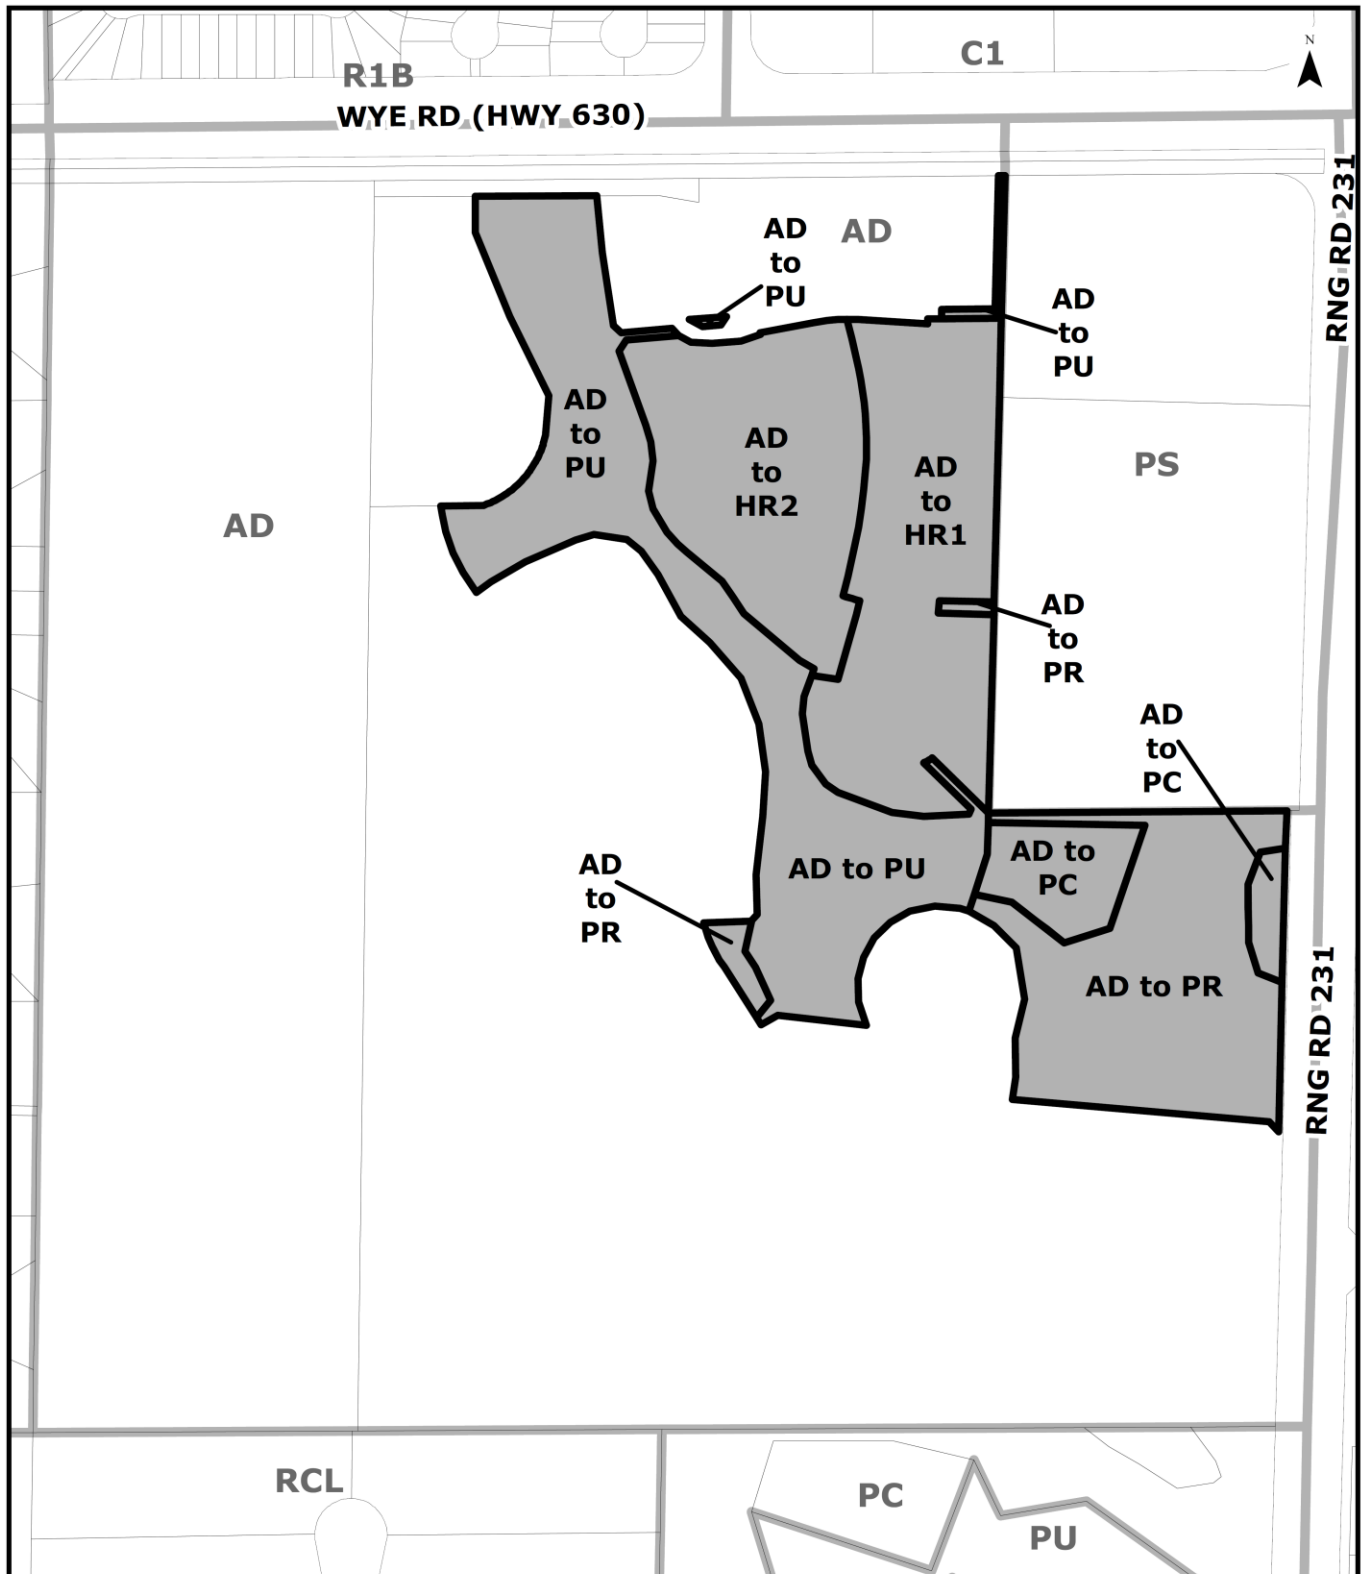 C1
N
R1B
WYE RD (HWY 630)
RNG RD 231
AD
to
PU
AD
AD
to
PU
AD
to
PU
AD
to
HR2
AD
to
HR1
PS
AD
AD
to
PR
AD
to
PC
AD
to
PR
AD to PU
AD to
PC
AD to PR
RNG RD 231
RCL
PC
PU